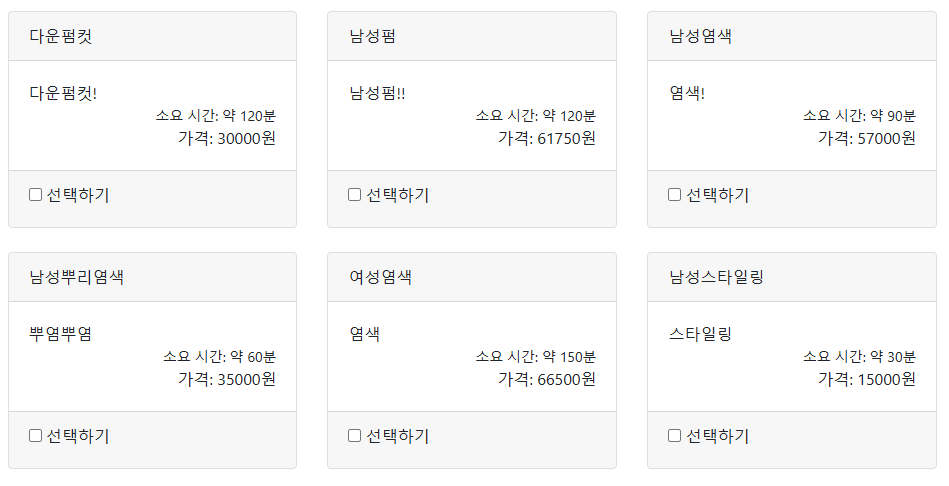 다운펌컷
다운펌컷!
소요 시간: 약 120분
가격: 30000원
선택하기
남성펌
남성펌!!
소요 시간: 약 120분
가격: 61750원
선택하기
남성염색
염색!
소요 시간: 약 90분
가격: 57000원
선택하기
남성뿌리염색
뿌염뿌염
소요 시간: 약 60분
가격: 35000원
선택하기
여성염색
염색
소요 시간: 약 150분
가격: 66500원
선택하기
남성스타일링
스타일링
소요 시간: 약 30분
가격: 15000원
선택하기